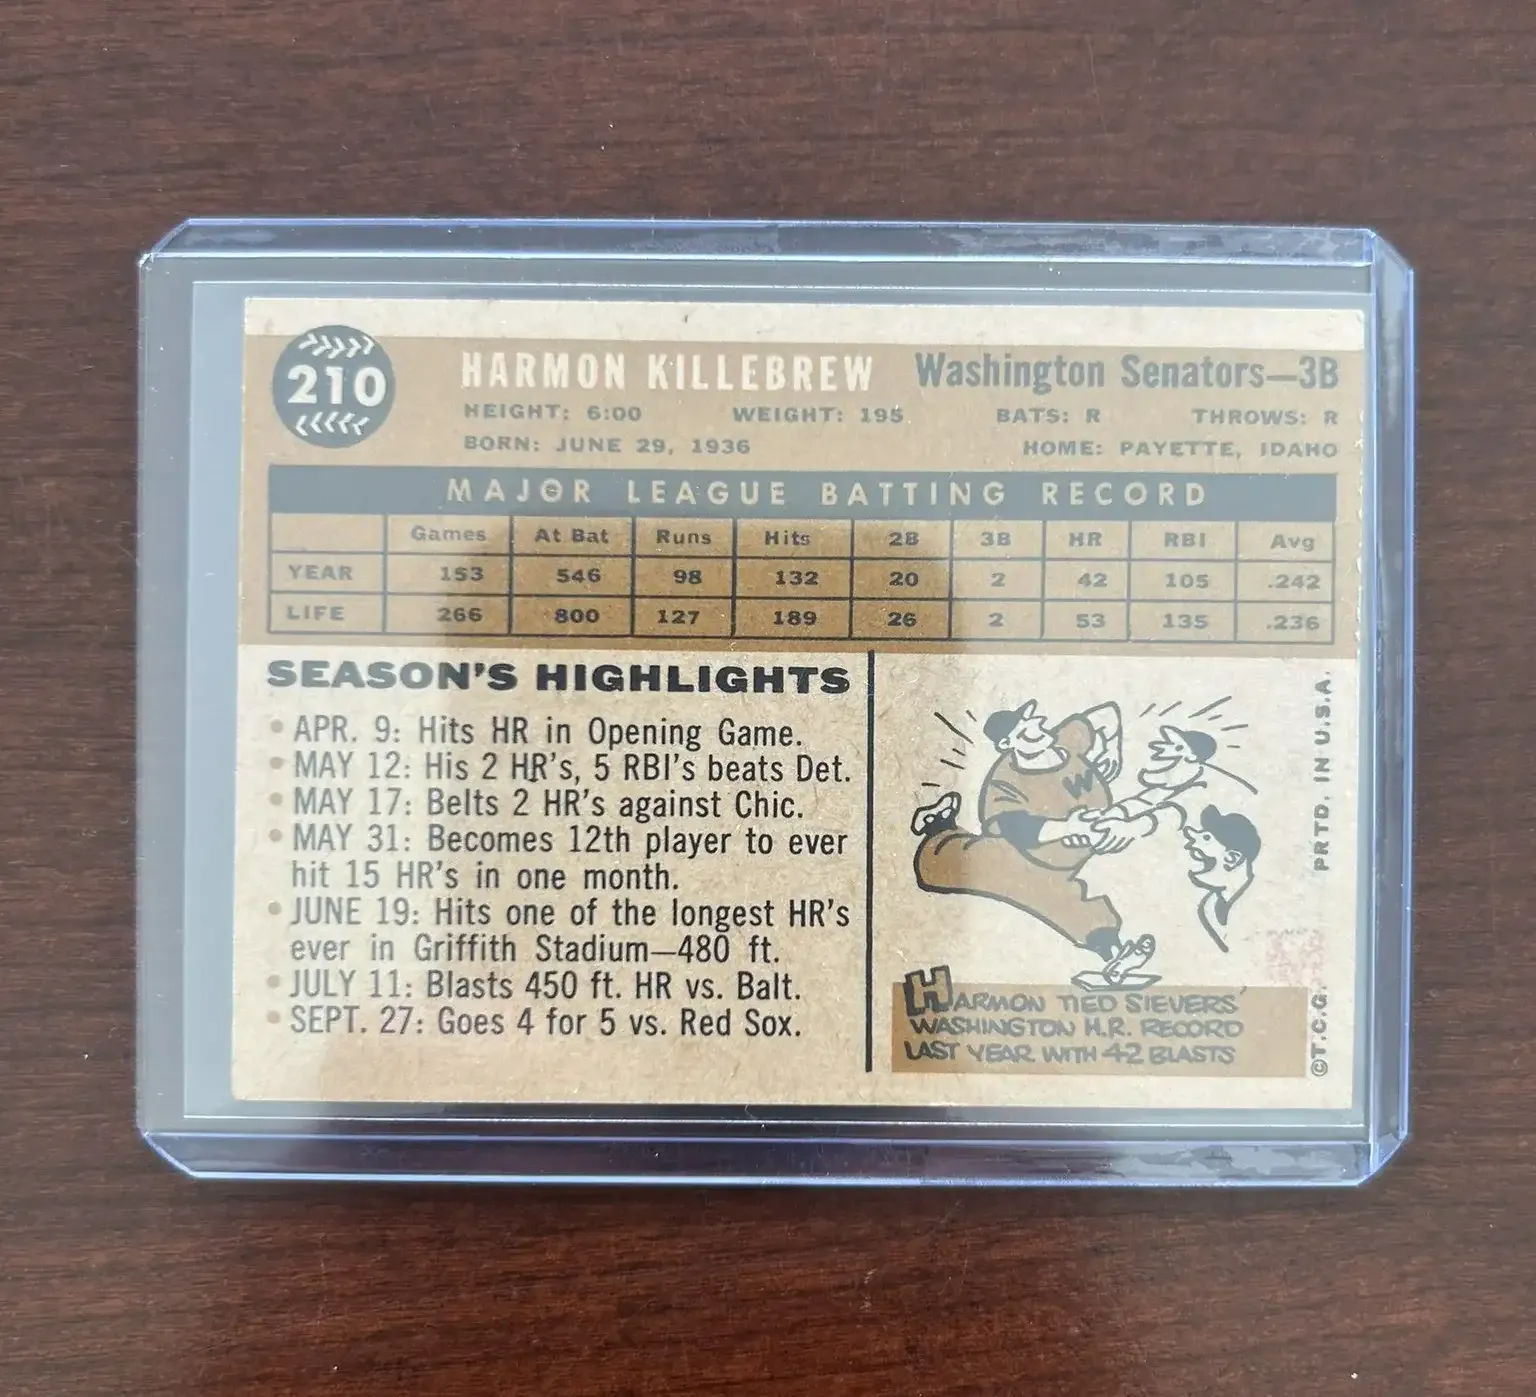 210
HARMON KILLEBREW Washington Senators—3B
HEIGHT: 6:00 WEIGHT: 195 BATS: R THROWS: R
BORN: JUNE 29, 1936 HOME: PAYETTE, IDAHO
MAJOR LEAGUE BATTING RECORD
Games At Bat Runs Hits 2B 3B HR RBI Avg
YEAR 153 546 98 132 20 2 42 105 .242
LIFE 266 800 127 189 26 2 53 135 .236
SEASON'S HIGHLIGHTS
• APR. 9: Hits HR in Opening Game.
• MAY 12: His 2 HR's, 5 RBI's beats Det.
• MAY 17: Belts 2 HR's against Chic.
• MAY 31: Becomes 12th player to ever
hit 15 HR's in one month.
• JUNE 19: Hits one of the longest HR's
ever in Griffith Stadium—480 ft.
• JULY 11: Blasts 450 ft. HR vs. Balt.
• SEPT. 27: Goes 4 for 5 vs. Red Sox.
W
HARMON TIED SIEVERS'
WASHINGTON H.R. RECORD
LAST YEAR WITH 42 BLASTS
©T.C.G. PRTD. IN U.S.A.